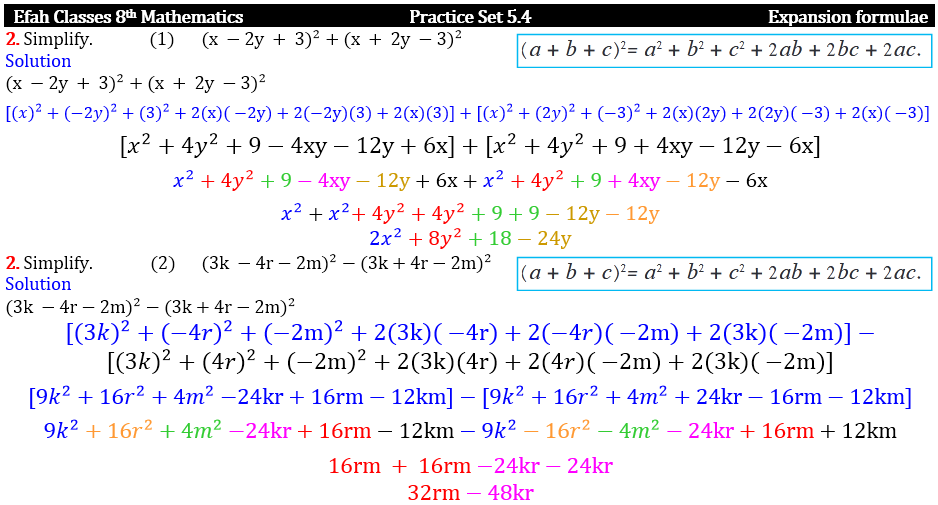 Efah Classes 8th Mathematics Practice Set 5.4 Expansion formulae
2. Simplify. (1) (x − 2y + 3)² + (x + 2y − 3)²
(a + b + c)²= a² + b² + c² + 2ab + 2bc + 2ac.
Solution
(x − 2y + 3)² + (x + 2y − 3)²
[(x)² + (−2y)² + (3)² + 2(x)( −2y) + 2(−2y)(3) + 2(x)(3)] + [(x)² + (2y)² + (−3)² + 2(x)(2y) + 2(2y)( −3) + 2(x)( −3)]
[x² + 4y² + 9 − 4xy − 12y + 6x] + [x² + 4y² + 9 + 4xy − 12y − 6x]
x² + 4y² + 9 − 4xy − 12y + 6x + x² + 4y² + 9 + 4xy − 12y − 6x
x² + x²+ 4y² + 4y² + 9 + 9 − 12y − 12y
2x² + 8y² + 18 − 24y
2. Simplify. (2) (3k − 4r − 2m)² − (3k + 4r − 2m)²
(a + b + c)²= a² + b² + c² + 2ab + 2bc + 2ac.
Solution
(3k − 4r − 2m)² − (3k + 4r − 2m)²
[(3k)² + (−4r)² + (−2m)² + 2(3k)( −4r) + 2(−4r)( −2m) + 2(3k)( −2m)] −
[(3k)² + (4r)² + (−2m)² + 2(3k)(4r) + 2(4r)( −2m) + 2(3k)( −2m)]
[9k² + 16r² + 4m² −24kr + 16rm − 12km] − [9k² + 16r² + 4m² + 24kr − 16rm − 12km]
9k² + 16r² + 4m² −24kr + 16rm − 12km − 9k² − 16r² − 4m² − 24kr + 16rm + 12km
16rm + 16rm −24kr − 24kr
32rm − 48kr